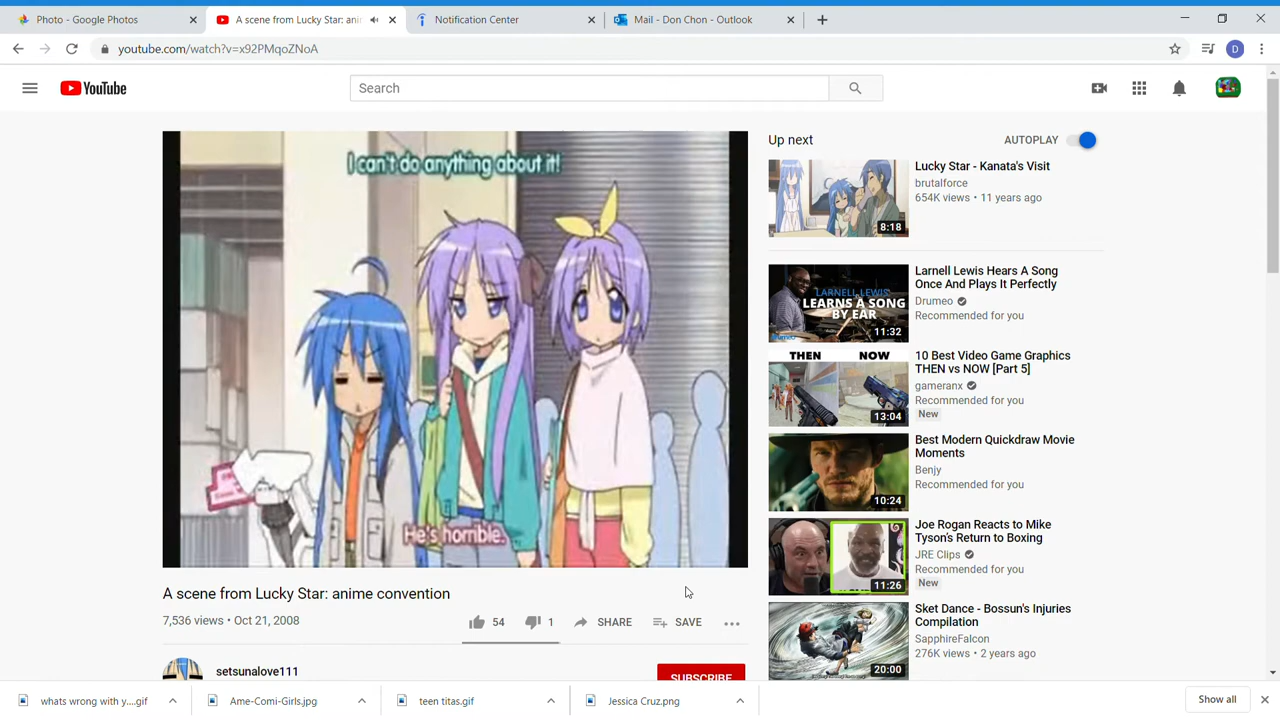 Photo - Google Photos
A scene from Lucky Star: ani
Notification Center
Mail - Don Chon - Outlook
youtube.com/watch?v=x92PMqoZNoA
D
YouTube
Search
I can't do anything about it!
He's horrible.
A scene from Lucky Star: anime convention
7,536 views • Oct 21, 2008
54
1
SHARE
SAVE
setsunalove111
SUBSCRIBE
Up next
AUTOPLAY
8:18
Lucky Star - Kanata's Visit
brutalforce
654K views • 11 years ago
LARNELL LEWIS
LEARNS A SONG
BY EAR
11:32
Larnell Lewis Hears A Song
Once And Plays It Perfectly
Drumeo
Recommended for you
THEN NOW
13:04
10 Best Video Game Graphics
THEN vs NOW [Part 5]
gameranx
Recommended for you
New
10:24
Best Modern Quickdraw Movie
Moments
Benjy
Recommended for you
11:26
Joe Rogan Reacts to Mike
Tyson's Return to Boxing
JRE Clips
Recommended for you
New
20:00
Sket Dance - Bossun's Injuries
Compilation
SapphireFalcon
276K views • 2 years ago
whats wrong with y....gif
Ame-Comi-Girls.jpg
teen titas.gif
Jessica Cruz.png
Show all